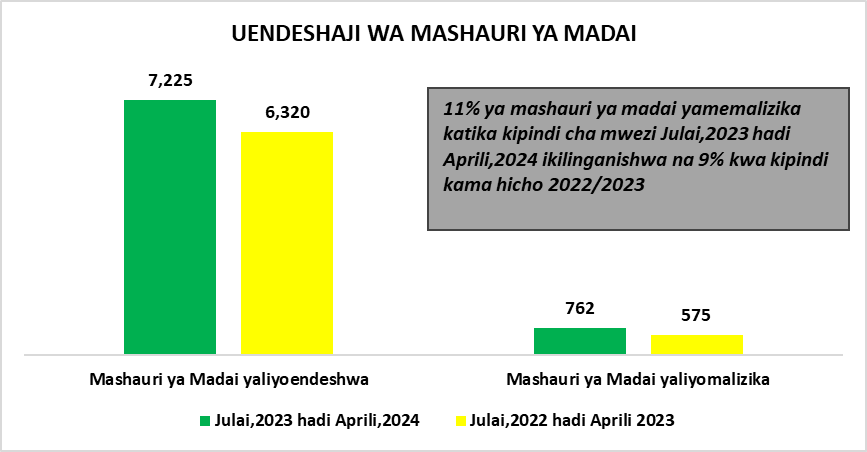 UENDESHAJI WA MASHAURI YA MADAI
7,225
6,320
11% ya mashauri ya madai yamemalizika
katika kipindi cha mwezi Julai,2023 hadi
Aprili,2024 ikilinganishwa na 9% kwa kipindi
kama hicho 2022/2023
762
575
Mashauri ya Madai yaliyoendeshwa
Mashauri ya Madai yaliyomalizika
Julai,2023 hadi Aprili,2024
Julai,2022 hadi Aprili 2023